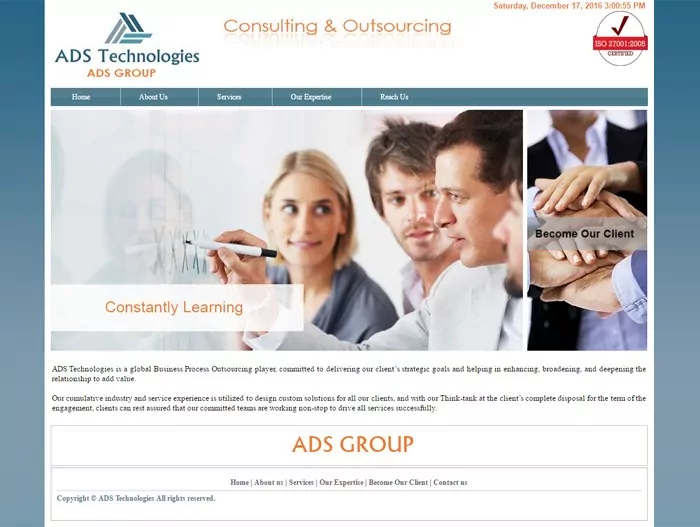 Saturday, December 17, 2016 3:00:55 PM
Consulting & Outsourcing
ADS Technologies
ADS GROUP
ISO 27001:2005
CERTIFIED
Home About Us Services Our Expertise Reach Us
Become Our Client
Constantly Learning
ADS Technologies is a global Business Process Outsourcing player, committed to delivering our client's strategic goals and helping in enhancing, broadening, and deepening the
relationship to add value.
Our cumulative industry and service experience is utilized to design custom solutions for all our clients, and with our Think-tank at the client's complete disposal for the term of the
engagement, clients can rest assured that our committed teams are working non-stop to drive all services successfully.
ADS GROUP
Home | About us | Services | Our Expertise | Become Our Client | Contact us
Copyright © ADS Technologies All rights reserved.